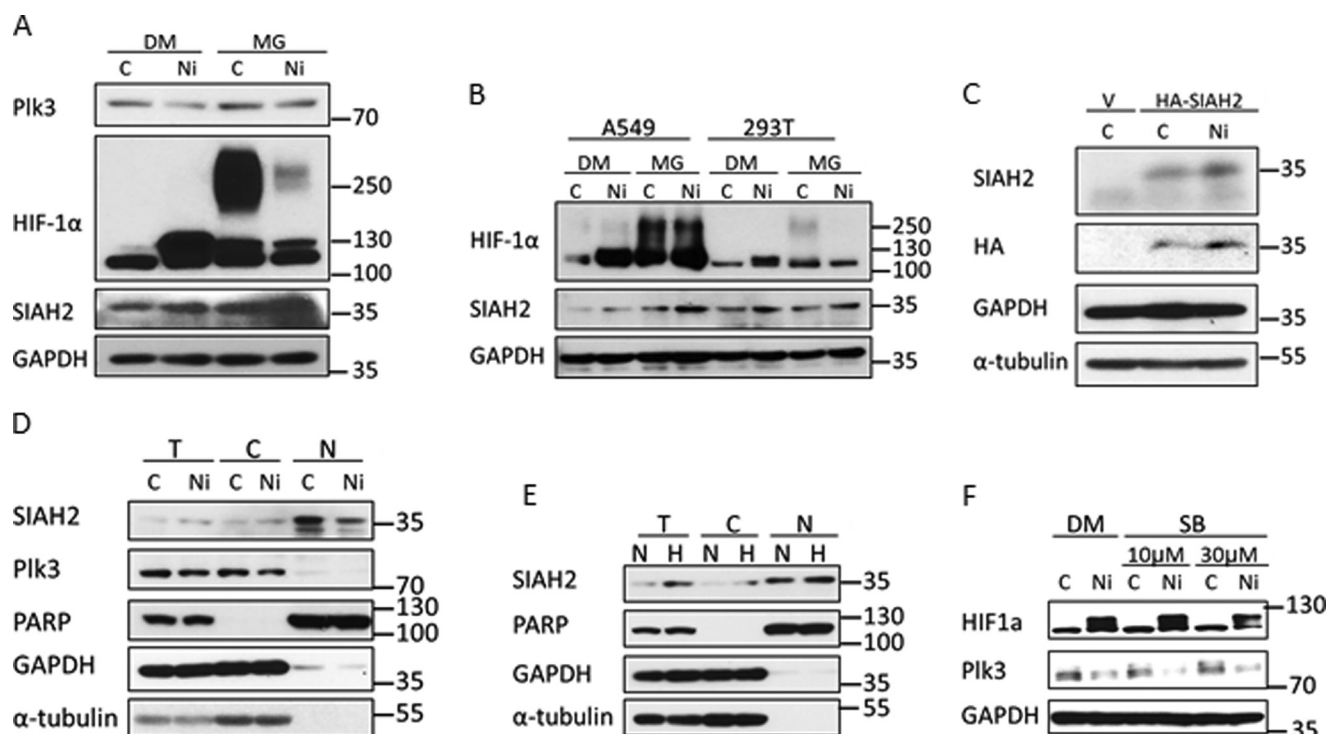 A
DM MG
C Ni C Ni
Plk3
70
HIF-1α
250
130
100
SIAH2
35
GAPDH
35
B
A549 293T
DM MG DM MG
C Ni C Ni C Ni C Ni
HIF-1α
250
130
100
SIAH2
35
GAPDH
35
C
V HA-SIAH2
C C Ni
SIAH2
35
HA
35
GAPDH
35
α-tubulin
55
D
T C N
C Ni C Ni C Ni
SIAH2
35
Plk3
70
PARP
130
100
GAPDH
35
α-tubulin
55
E
T C N
N H N H N H
SIAH2
35
PARP
130
100
GAPDH
35
α-tubulin
55
F
DM SB
10µM 30µM
C Ni C Ni C Ni
HIF1a
130
Plk3
70
GAPDH
35